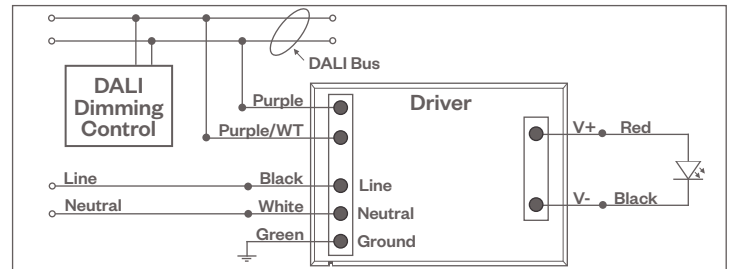 DALI Bus
DALI
Dimming
Control
Purple
Driver
Purple/WT
V+ Red
Line Black Line
Neutral White Neutral
V- Black
Green Ground